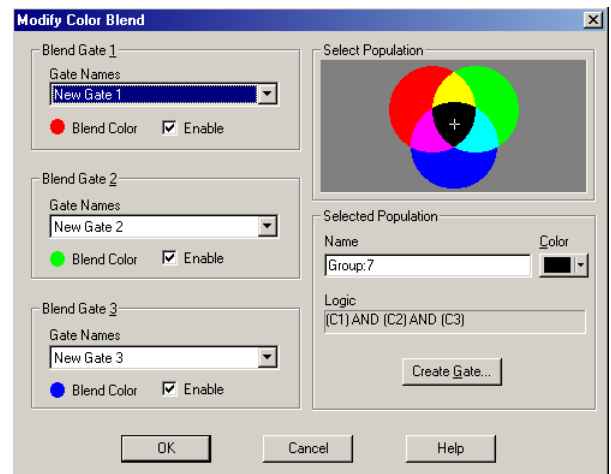 Modify Color Blend
Blend Gate 1
Gate Names
New Gate 1
Blend Color
Enable
Blend Gate 2
Gate Names
New Gate 2
Blend Color
Enable
Blend Gate 3
Gate Names
New Gate 3
Blend Color
Enable
Select Population
Selected Population
Name
Color
Group:7
Logic
(C1) AND (C2) AND (C3)
Create Gate...
OK
Cancel
Help